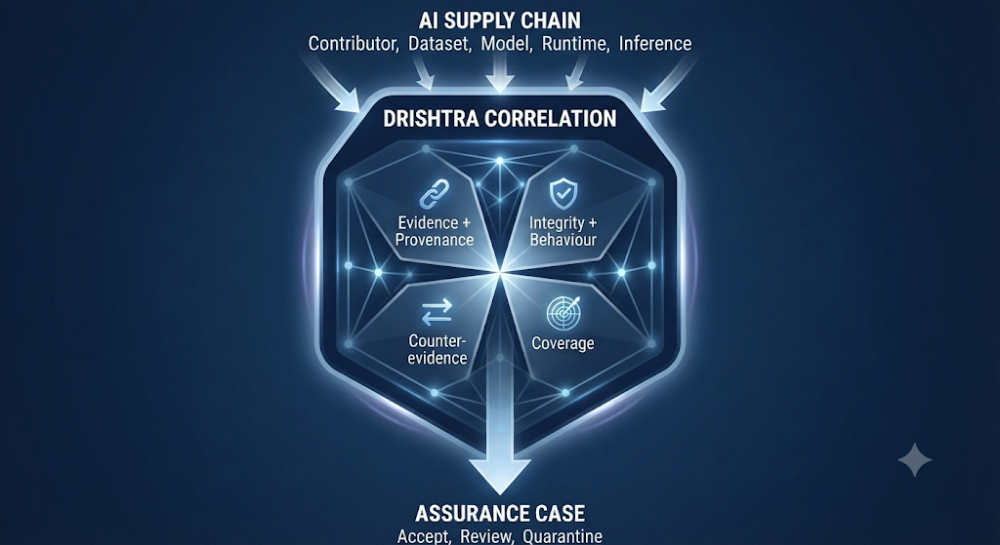 AI SUPPLY CHAIN
Contributor, Dataset, Model, Runtime, Inference
DRISHTRA CORRELATION
Evidence +
Provenance
Integrity +
Behaviour
Counter-
evidence
Coverage
ASSURANCE CASE
Accept, Review, Quarantine